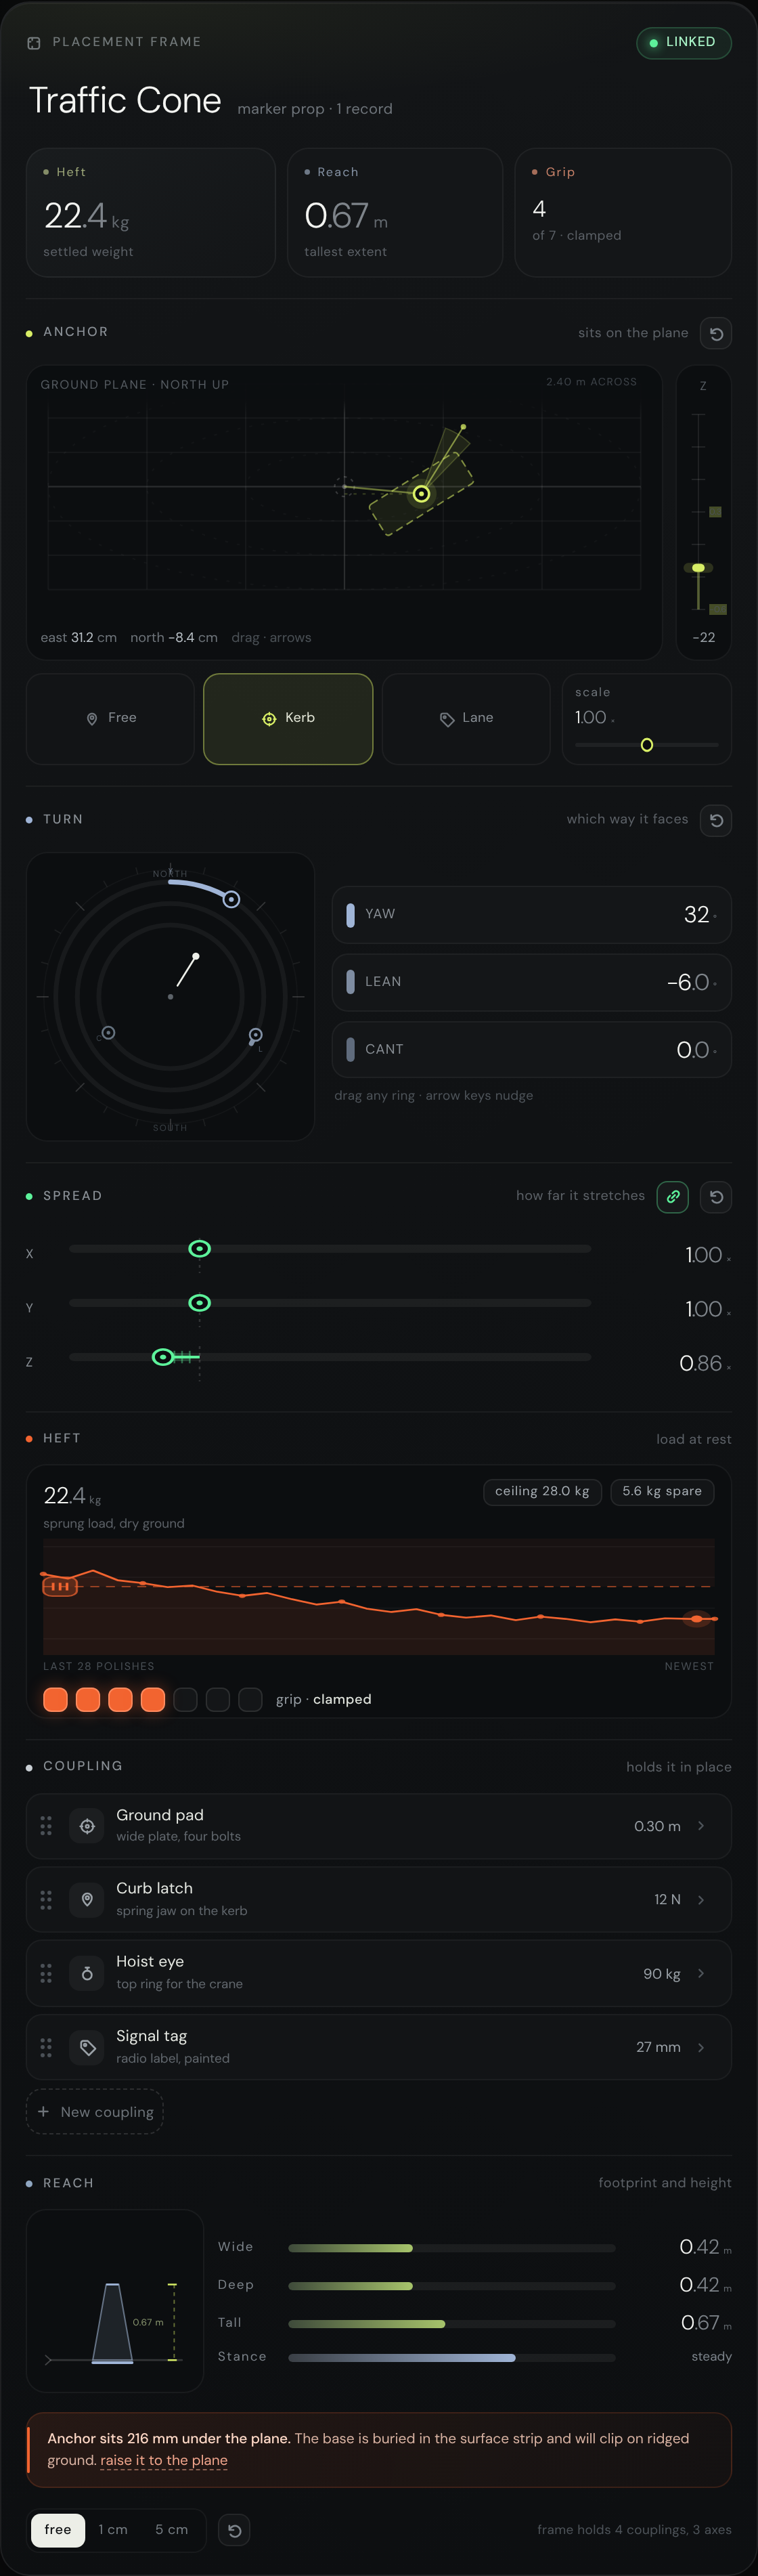 PLACEMENT FRAME
LINKED
Traffic Cone marker prop · 1 record
Heft
22.4 kg
settled weight
Reach
0.67 m
tallest extent
Grip
4
of 7 · clamped
ANCHOR
sits on the plane
GROUND PLANE · NORTH UP
2.40 m ACROSS
Z
east 31.2 cm north −8.4 cm drag · arrows
−22
Free
Kerb
Lane
scale
1.00
TURN
which way it faces
NORTH
C
L
SOUTH
YAW
32
LEAN
−6.0
CANT
0.0
drag any ring · arrow keys nudge
SPREAD
how far it stretches
X
1.00 ×
Y
1.00 ×
Z
0.86 ×
HEFT
load at rest
22.4 kg
ceiling 28.0 kg
5.6 kg spare
sprung load, dry ground
LAST 28 POLISHES
NEWEST
grip · clamped
COUPLING
holds it in place
Ground pad
wide plate, four bolts
0.30 m
Curb latch
spring jaw on the kerb
12 N
Hoist eye
top ring for the crane
90 kg
Signal tag
radio label, painted
27 mm
+ New coupling
REACH
footprint and height
0.67 m
Wide
0.42 m
Deep
0.42 m
Tall
0.67 m
Stance
steady
Anchor sits 216 mm under the plane. The base is buried in the surface strip and will clip on ridged
ground. raise it to the plane
free
1 cm
5 cm
frame holds 4 couplings, 3 axes